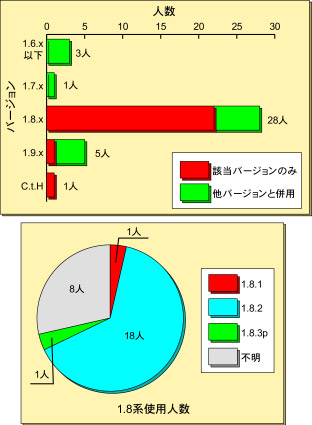 人数
0 5 10 15 20 25 30
バージョン
1.6.x
以下
3人
1.7.x
1人
1.8.x
28人
1.9.x
5人
C.t.H
1人
該当バージョンのみ
他バージョンと併用
1人
8人
18人
1人
1.8.1
1.8.2
1.8.3p
不明
1.8系使用人数